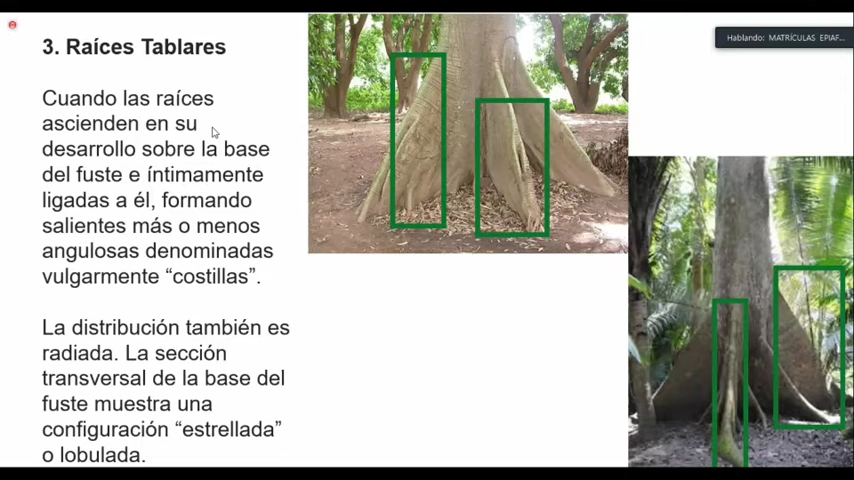 3. Raíces Tablares
Cuando las raíces
ascienden en su
desarrollo sobre la base
del fuste e íntimamente
ligadas a él, formando
salientes más o menos
angulosas denominadas
vulgarmente “costillas”.
La distribución también es
radiada. La sección
transversal de la base del
fuste muestra una
configuración “estrellada”
o lobulada.
Hablando: MATRÍCULAS EPIAF...